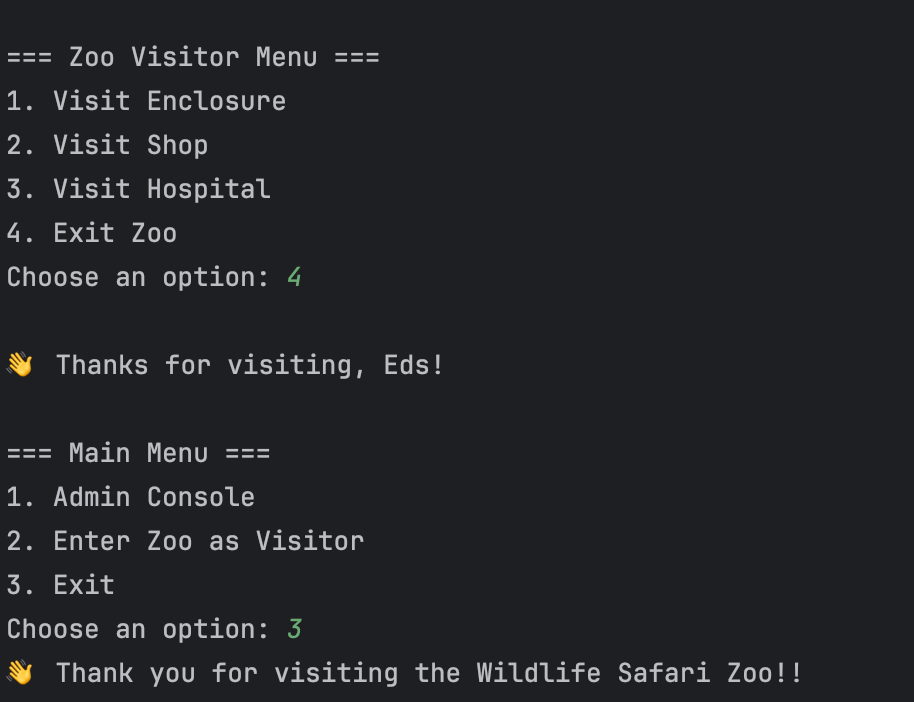 === Zoo Visitor Menu ===
1. Visit Enclosure
2. Visit Shop
3. Visit Hospital
4. Exit Zoo
Choose an option: 4
👋 Thanks for visiting, Eds!
=== Main Menu ===
1. Admin Console
2. Enter Zoo as Visitor
3. Exit
Choose an option: 3
👋 Thank you for visiting the Wildlife Safari Zoo!!